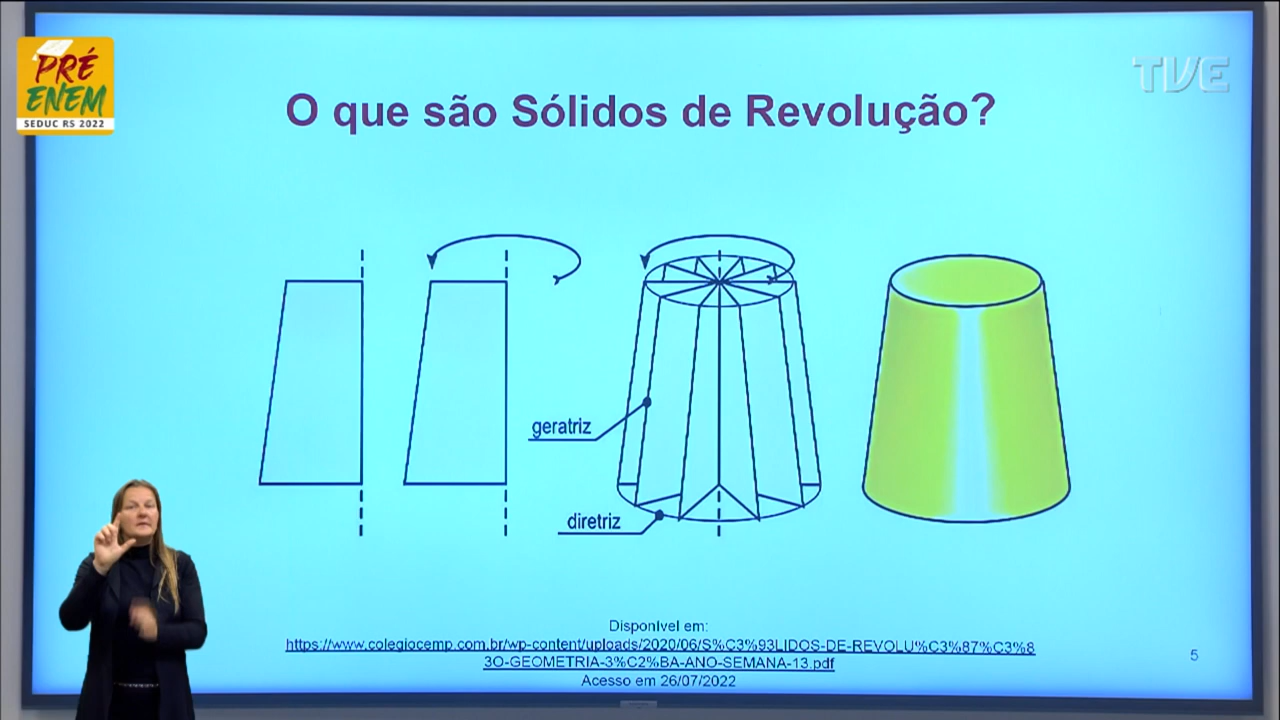 PRÉ
ENEM
SEDUC RS 2022
TVE
O que são Sólidos de Revolução?
geratriz
diretriz
Disponível em:
https://www.colegiocemp.com.br/wp-content/uploads/2020/06/S%C3%93LIDOS-DE-REVOLU%C3%87%C3%8
3O-GEOMETRIA-3%C2%BA-ANO-SEMANA-13.pdf
Acesso em 26/07/2022
5